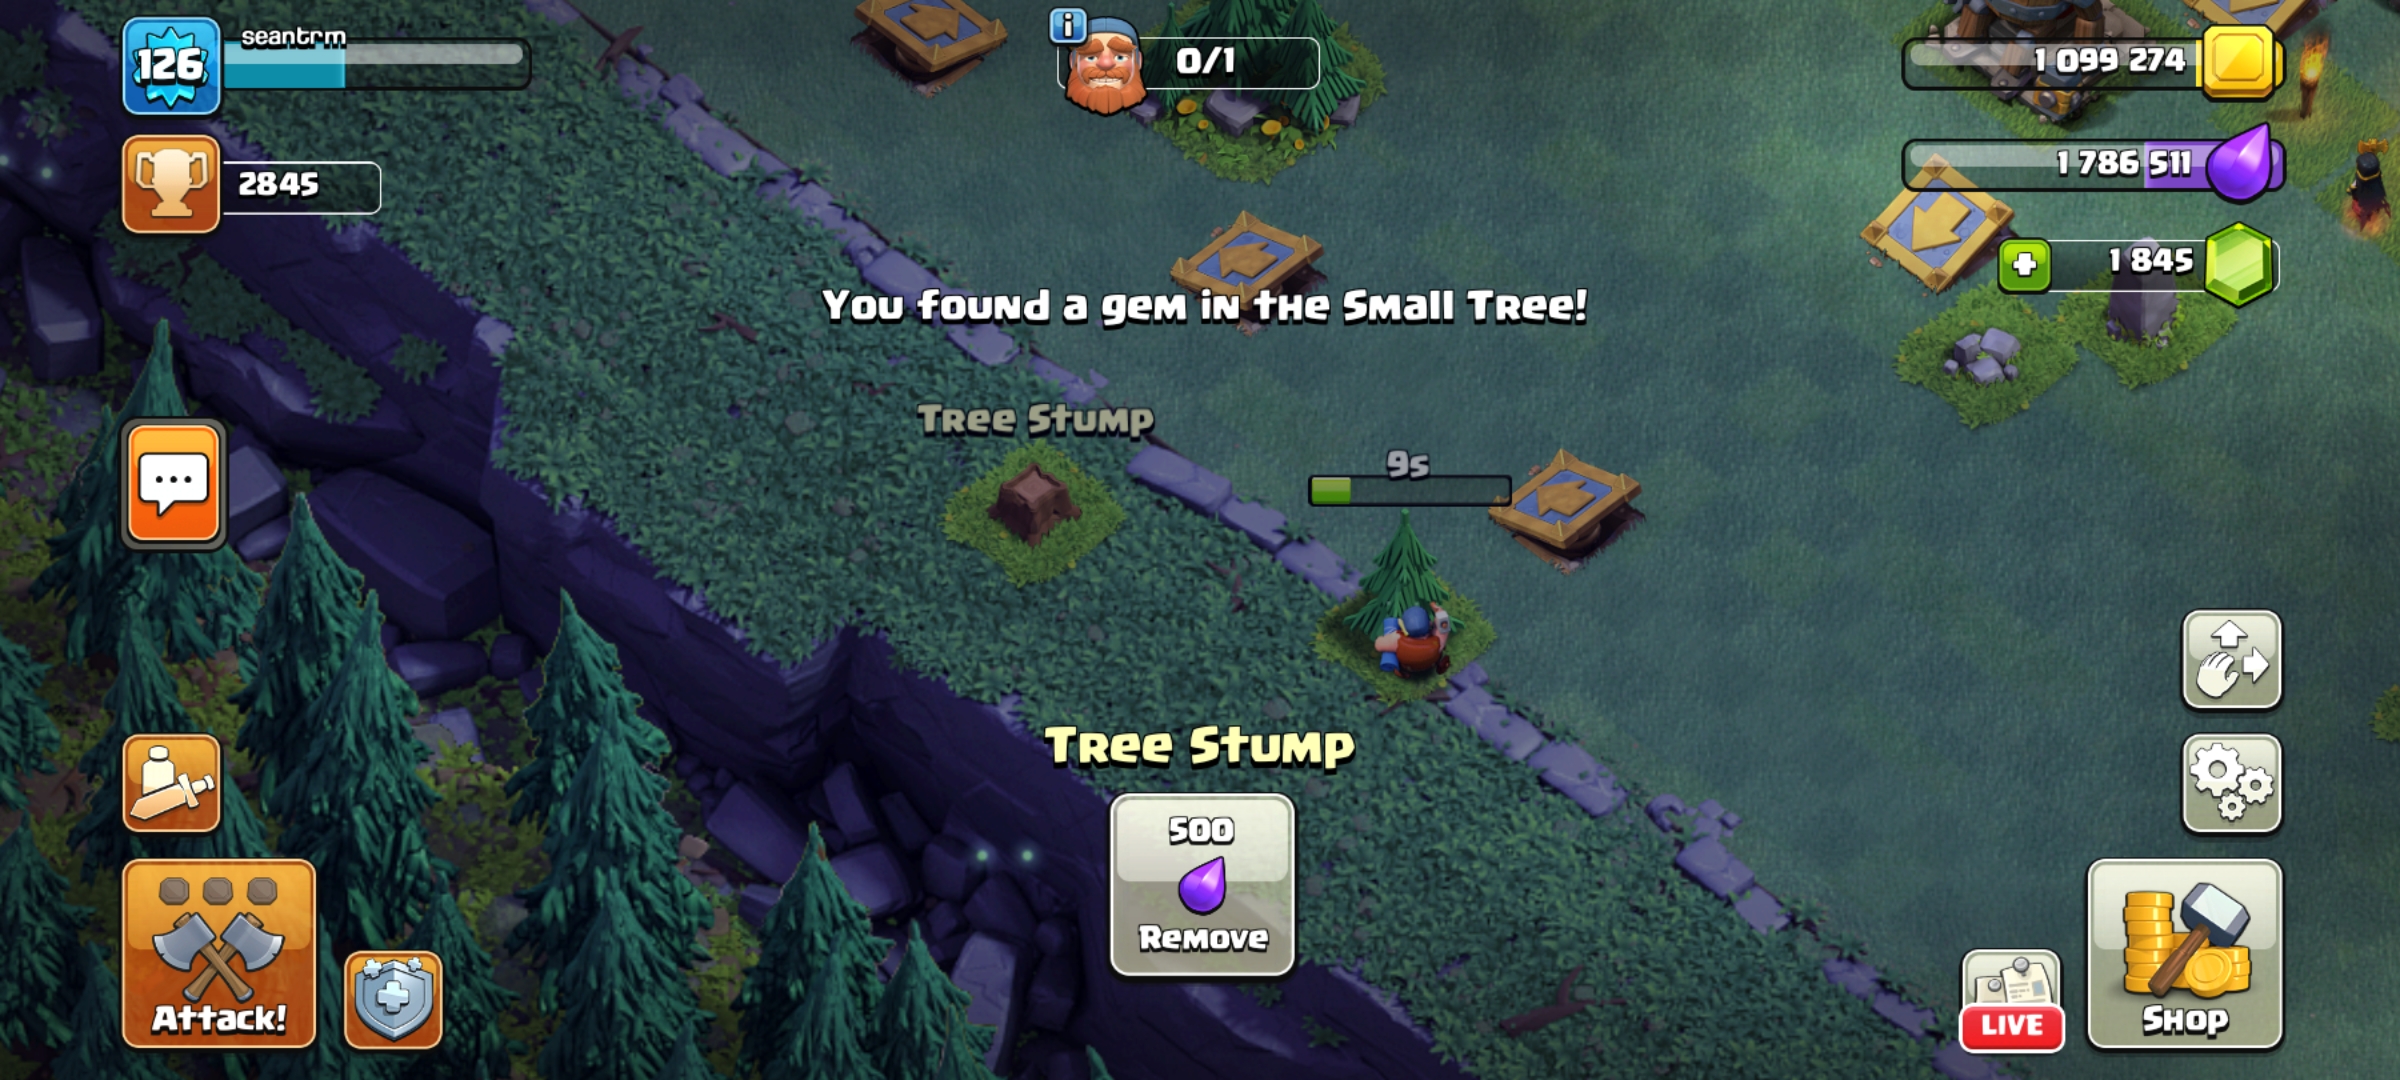 126
seantrm
0/1
1 099 274
2845
1 786 511
1 845
You found a gem in the Small Tree!
Tree Stump
9s
Tree Stump
500
Remove
Attack!
LIVE
Shop